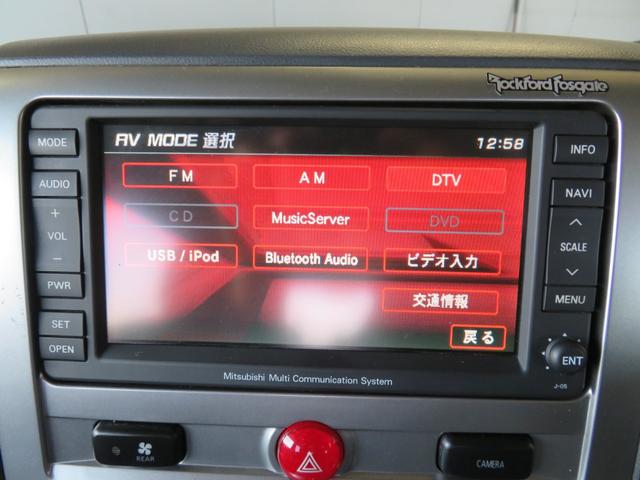 Rockford Fosgate
MODE
AUDIO
+
VOL
−
PWR
SET
OPEN
AV MODE 選択 12:58
FM AM DTV
CD MusicServer DVD
USB / iPod Bluetooth Audio ビデオ入力
交通情報
戻る
INFO
NAVI
SCALE
MENU
ENT
J-05
Mitsubishi Multi Communication System
REAR
CAMERA